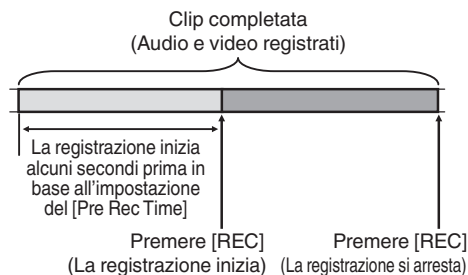 Clip completata
(Audio e video registrati)
La registrazione inizia
alcuni secondi prima in
base all'impostazione
del [Pre Rec Time]
Premere [REC]
(La registrazione inizia)
Premere [REC]
(La registrazione si arresta)